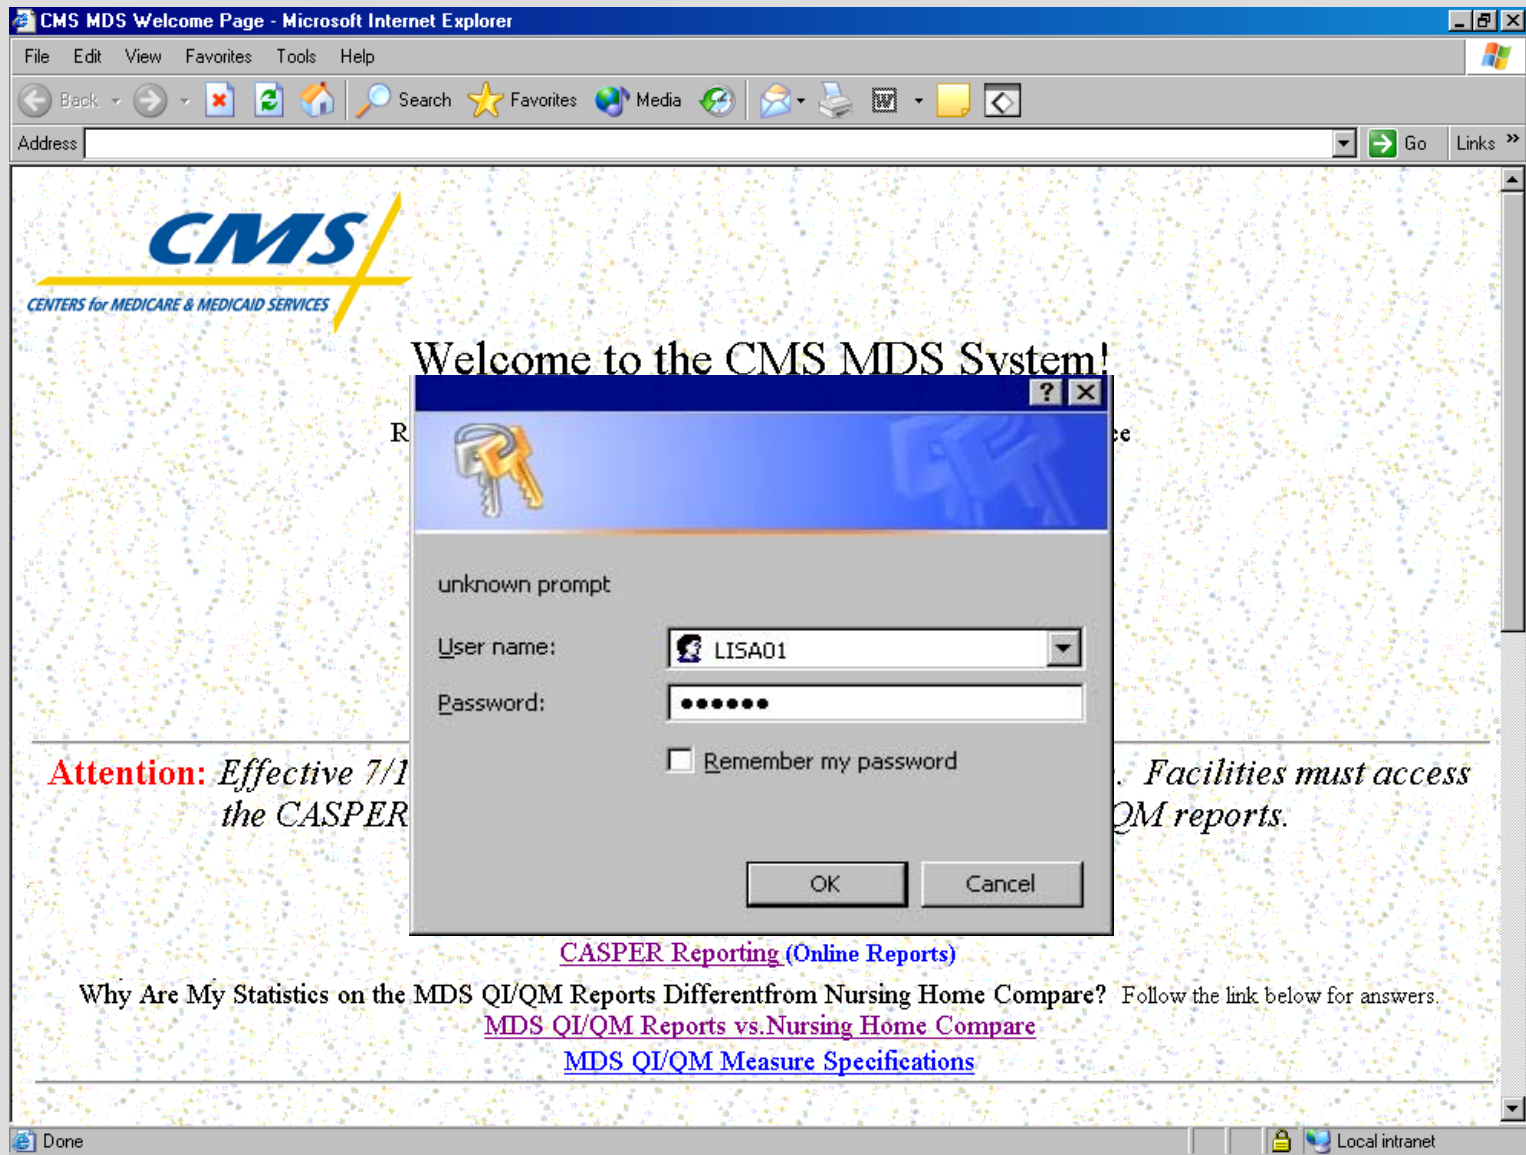 CMS MDS Welcome Page - Microsoft Internet Explorer
File Edit View Favorites Tools Help
Back Search Favorites Media
Address Go Links »
CMS
CENTERS for MEDICARE & MEDICAID SERVICES
Welcome to the CMS MDS System!
unknown prompt
User name: LISA01
Password: ●●●●●●
Remember my password
OK Cancel
Attention: Effective 7/1 . Facilities must access
the CASPER QM reports.
CASPER Reporting (Online Reports)
Why Are My Statistics on the MDS QI/QM Reports Differentfrom Nursing Home Compare? Follow the link below for answers.
MDS QI/QM Reports vs.Nursing Home Compare
MDS QI/QM Measure Specifications
Done Local intranet